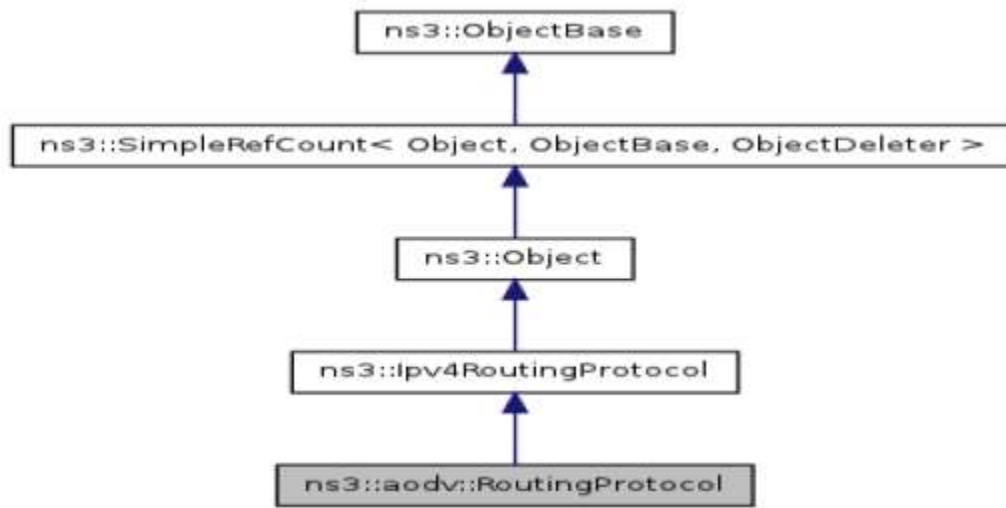 ns3::ObjectBase
ns3::SimpleRefCount< Object, ObjectBase, ObjectDeleter >
ns3::Object
ns3::Ipv4RoutingProtocol
ns3::aodv::RoutingProtocol